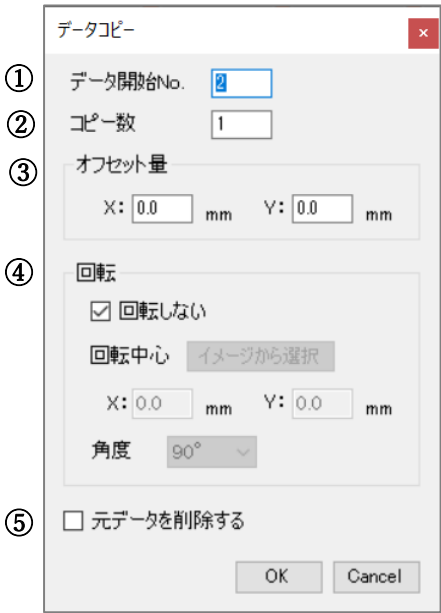 データコピー
×
① データ開始No. 2
② コピー数 1
③ オフセット量
X: 0.0 mm Y: 0.0 mm
④ 回転
回転しない
回転中心 イメージから選択
X: 0.0 mm Y: 0.0 mm
角度 90°
⑤ 元データを削除する
OK Cancel